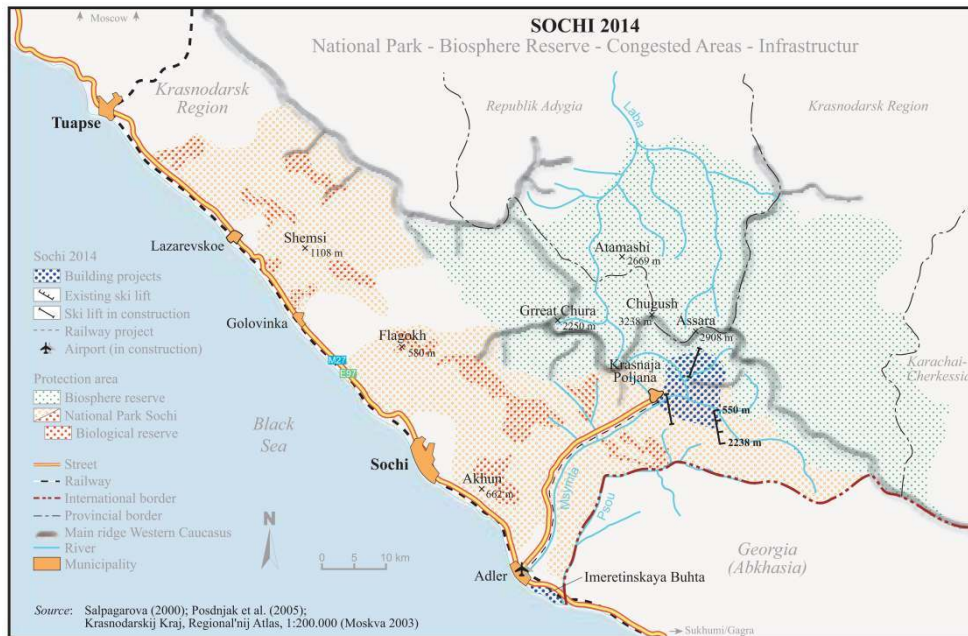 SOCHI 2014
National Park - Biosphere Reserve - Congested Areas - Infrastructur
Moscow
Krasnodarsk
Region
Republik Adygia
Krasnodarsk Region
Laba
Tuapse
Shemsi
1108 m
Lazarevskoe
Atamashi
2669 m
Grreat Chura
2250 m
Chugush
3238 m
Assara
2908 m
Golovinka
Flagokh
580 m
M27
E97
Krasnaja
Poljana
550 m
2238 m
Karachai-
Cherkessia
Black
Sea
Sochi
Akhun
662 m
Msymta
Psou
Georgia
(Abkhasia)
Adler
Imeretinskaya Buhta
Sukhumi/Gagra
Sochi 2014
Building projects
Existing ski lift
Ski lift in construction
Railway project
Airport (in construction)
Protection area
Biosphere reserve
National Park Sochi
Biological reserve
Street
Railway
International border
Provincial border
Main ridge Western Caucasus
River
Municipality
N
0 5 10 km
Source: Salpagarova (2000); Posdnjak et al. (2005);
Krasnodarskij Kraj, Regional'nij Atlas, 1:200.000 (Moskva 2003)